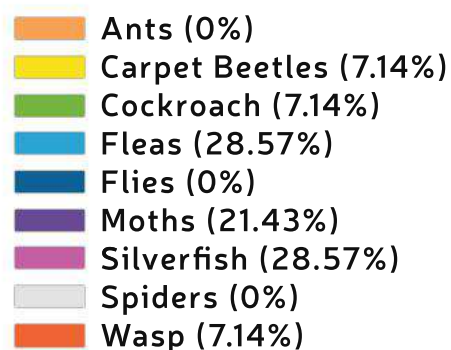 Ants (0%)
Carpet Beetles (7.14%)
Cockroach (7.14%)
Fleas (28.57%)
Flies (0%)
Moths (21.43%)
Silverfish (28.57%)
Spiders (0%)
Wasp (7.14%)